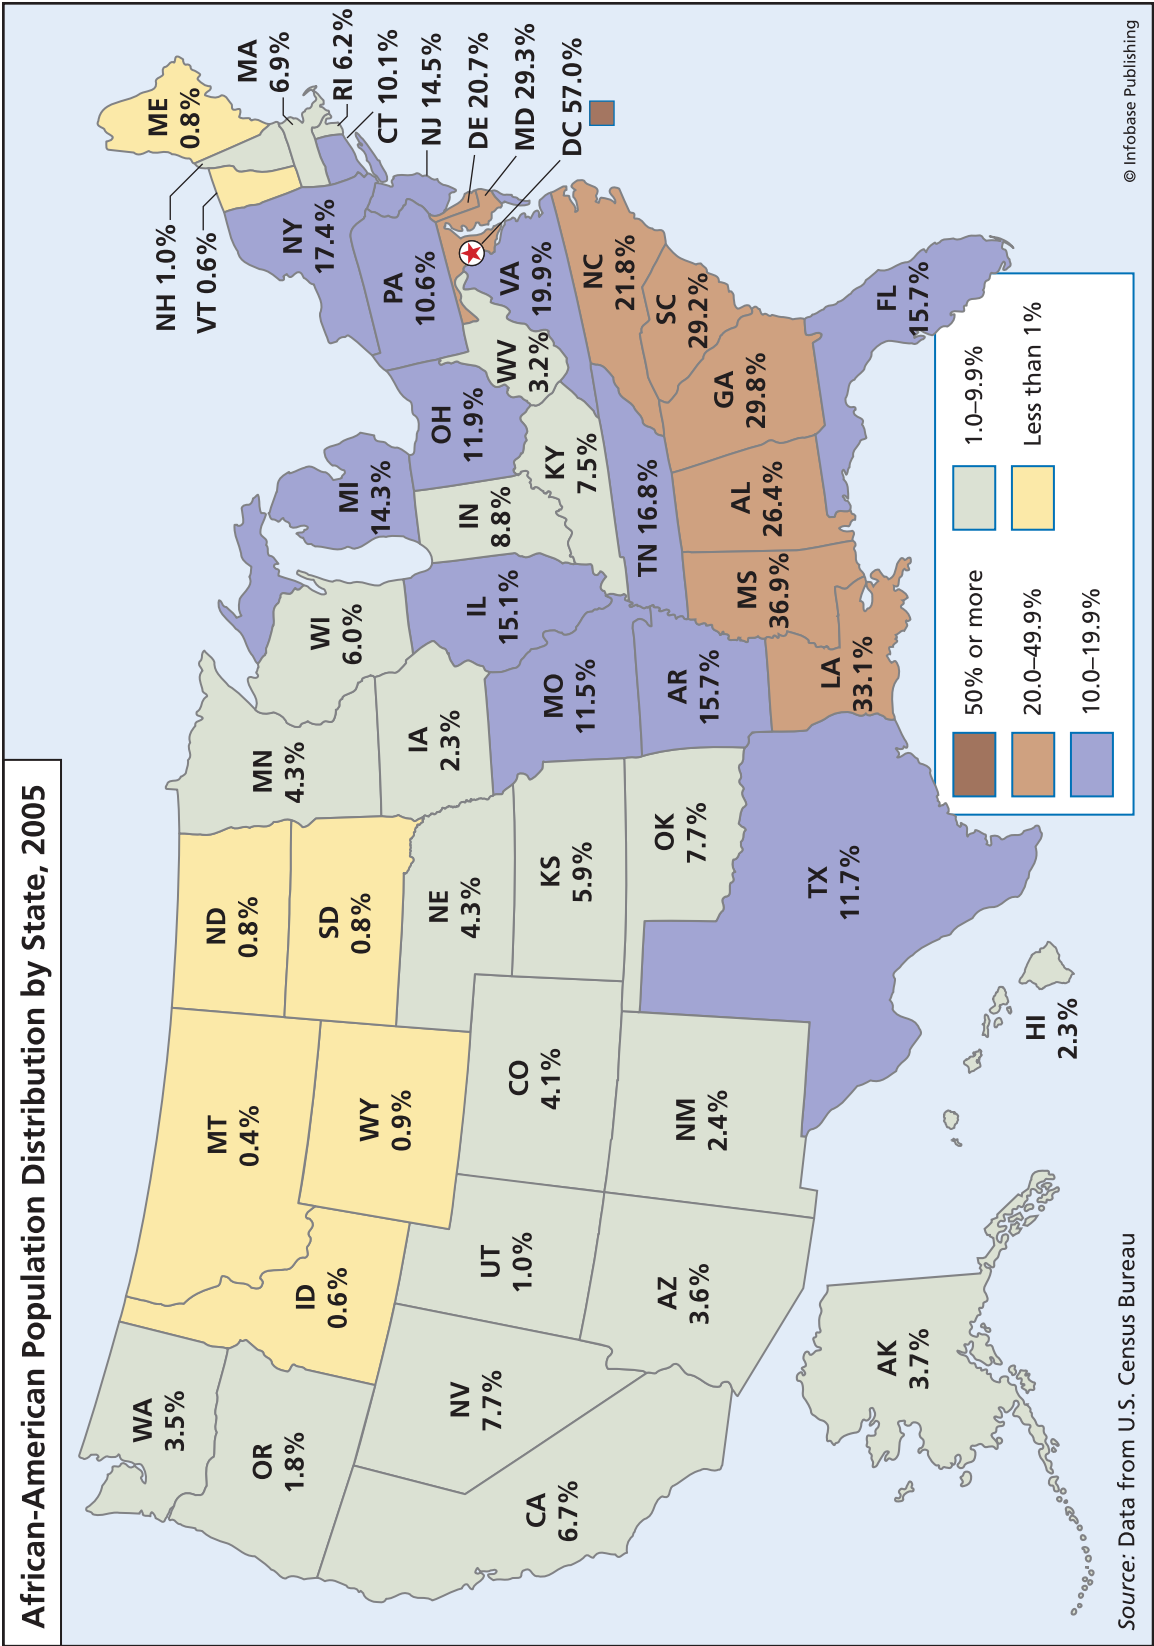 African-American Population Distribution by State, 2005
WA
3.5%
OR
1.8%
CA
6.7%
NV
7.7%
ID
0.6%
MT
0.4%
WY
0.9%
UT
1.0%
AZ
3.6%
CO
4.1%
NM
2.4%
ND
0.8%
SD
0.8%
NE
4.3%
KS
5.9%
OK
7.7%
TX
11.7%
MN
4.3%
IA
2.3%
MO
11.5%
AR
15.7%
LA
33.1%
WI
6.0%
IL
15.1%
MS
36.9%
MI
14.3%
IN
8.8%
KY
7.5%
TN 16.8%
AL
26.4%
OH
11.9%
WV
3.2%
GA
29.8%
FL
15.7%
SC
29.2%
NC
21.8%
VA
19.9%
PA
10.6%
NY
17.4%
VT 0.6%
NH 1.0%
ME
0.8%
MA
6.9%
RI 6.2%
CT 10.1%
NJ 14.5%
DE 20.7%
MD 29.3%
DC 57.0%
AK
3.7%
HI
2.3%
50% or more
20.0–49.9%
10.0–19.9%
1.0–9.9%
Less than 1%
Source: Data from U.S. Census Bureau
© Infobase Publishing